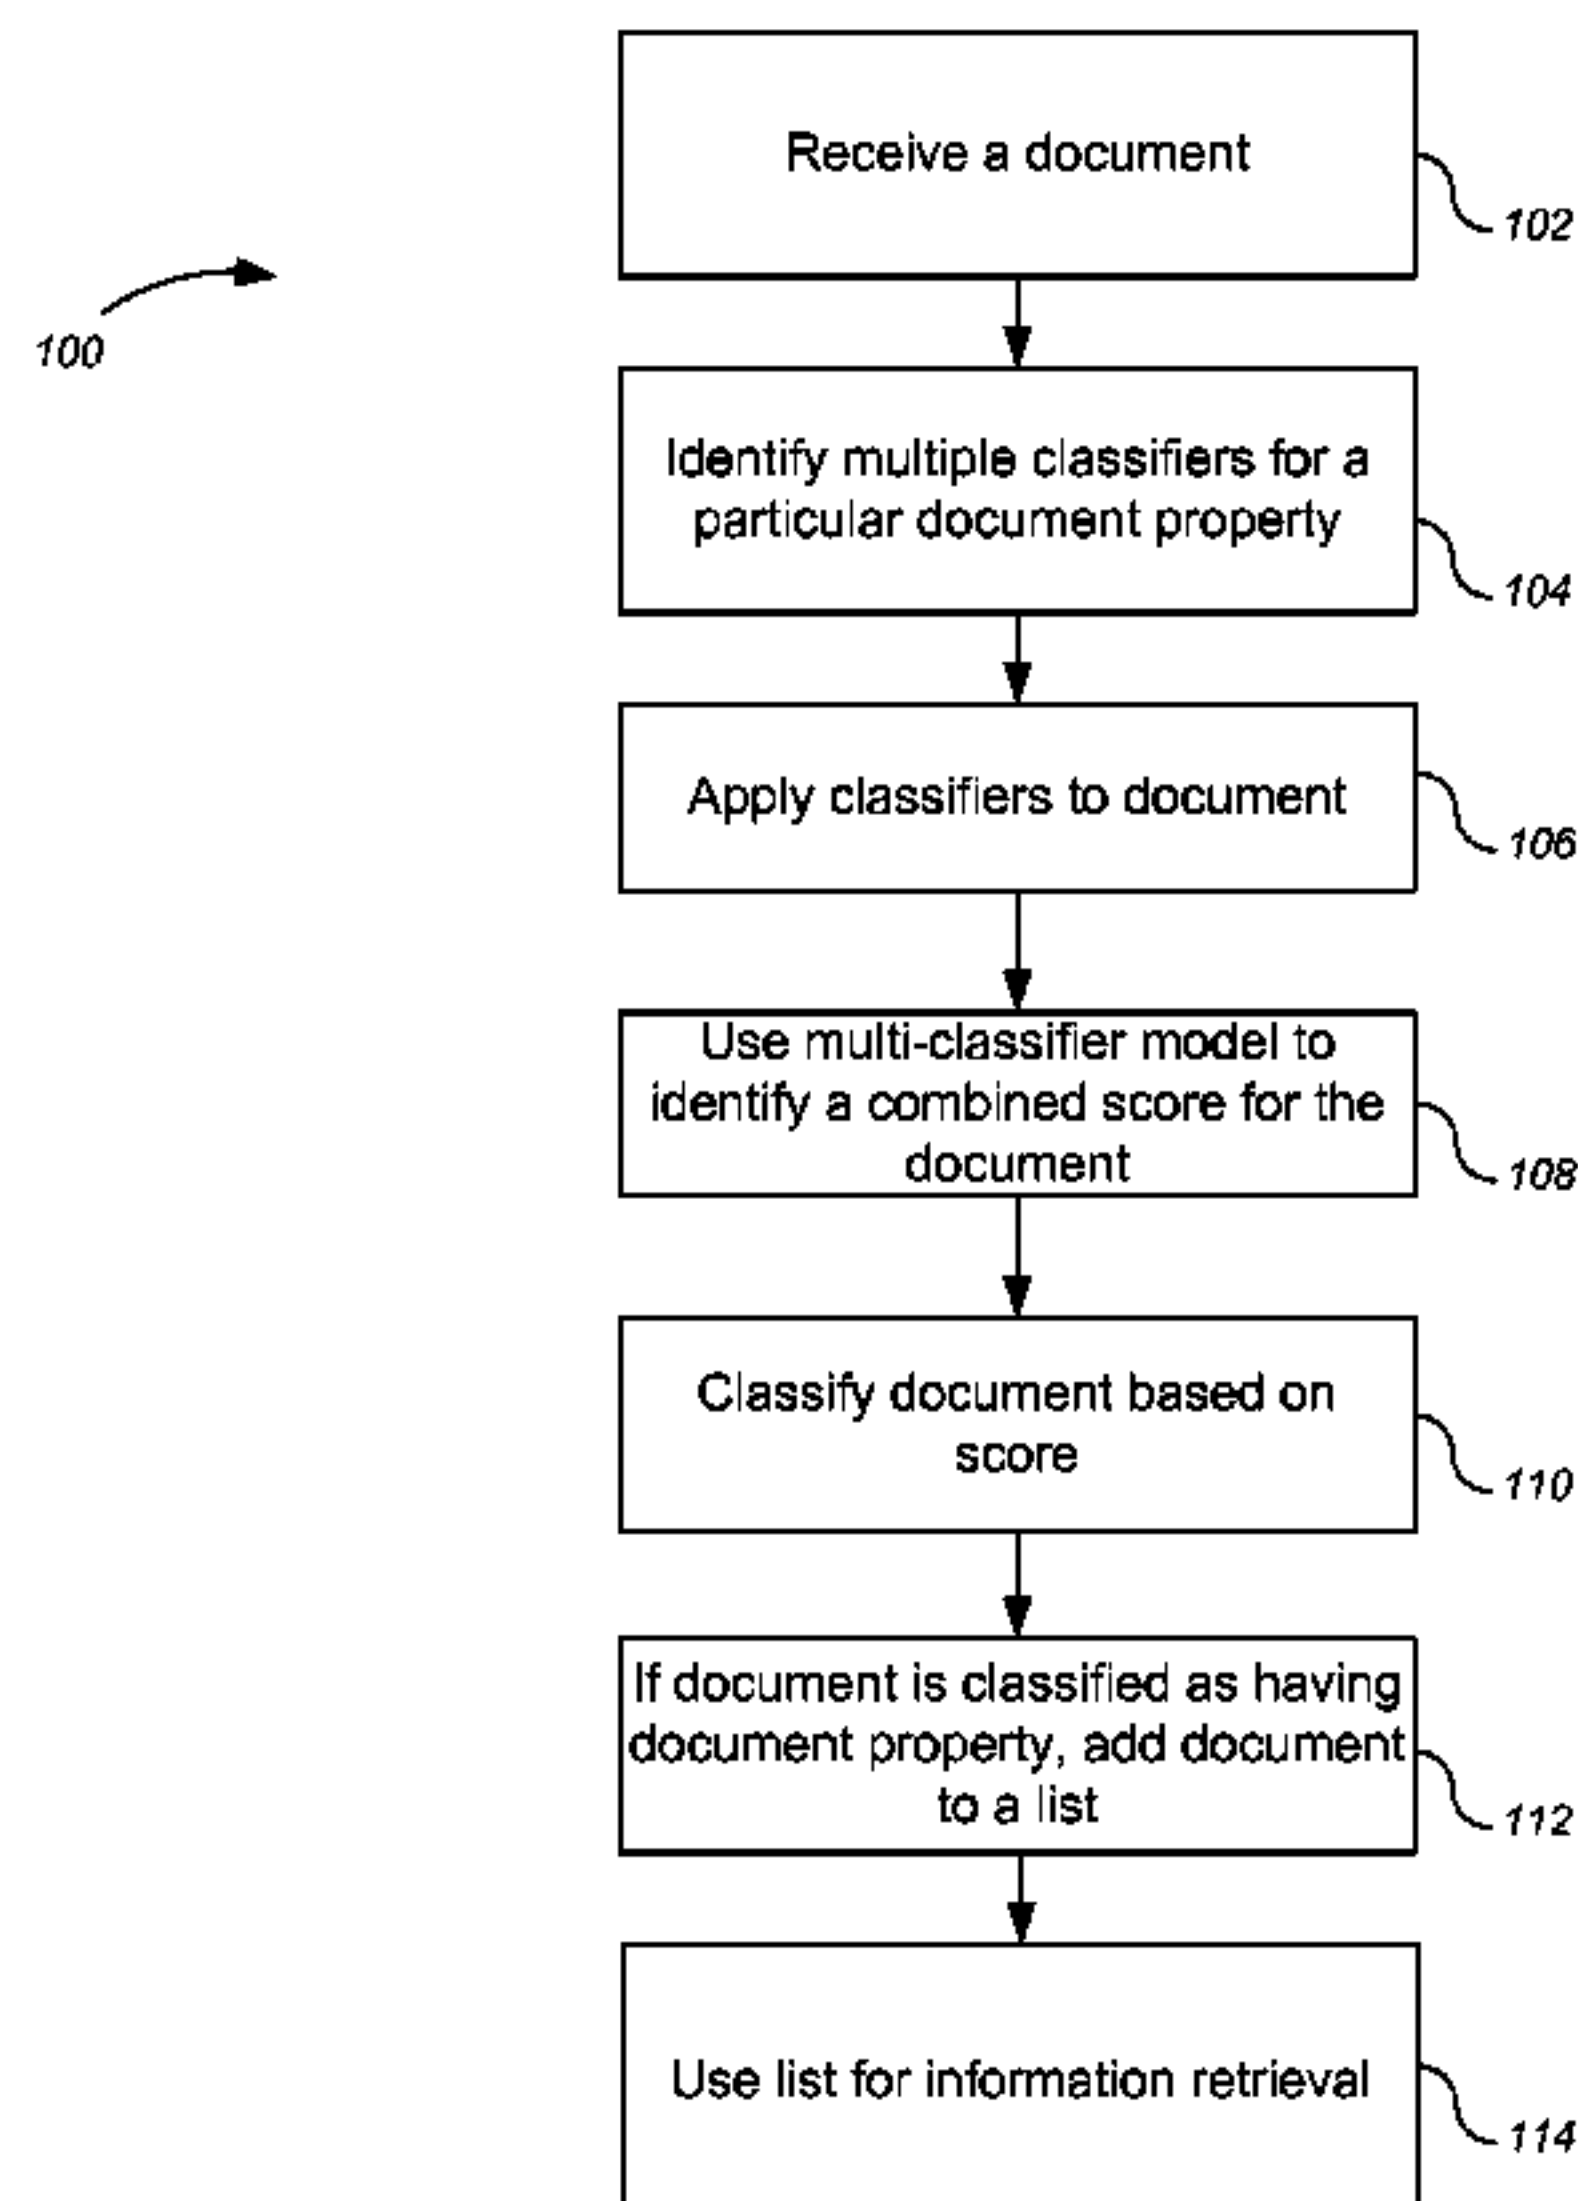 Receive a document
102
100
Identify multiple classifiers for a
particular document property
104
Apply classifiers to document
106
Use multi-classifier model to
identify a combined score for the
document
108
Classify document based on
score
110
If document is classified as having
document property, add document
to a list
112
Use list for information retrieval
114